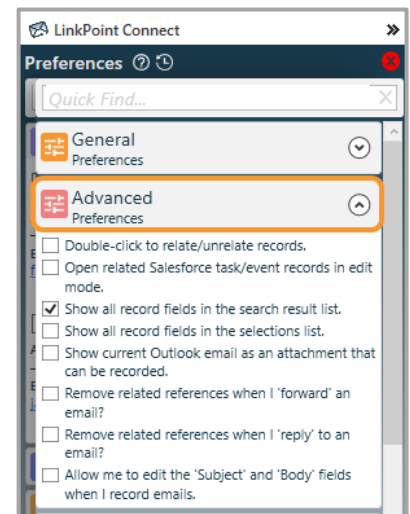 LinkPoint Connect
Preferences
Quick Find...
General
Preferences
Advanced
Preferences
Double-click to relate/unrelate records.
Open related Salesforce task/event records in edit
mode.
Show all record fields in the search result list.
Show all record fields in the selections list.
Show current Outlook email as an attachment that
can be recorded.
Remove related references when I 'forward' an
email?
Remove related references when I 'reply' to an
email?
Allow me to edit the 'Subject' and 'Body' fields
when I record emails.